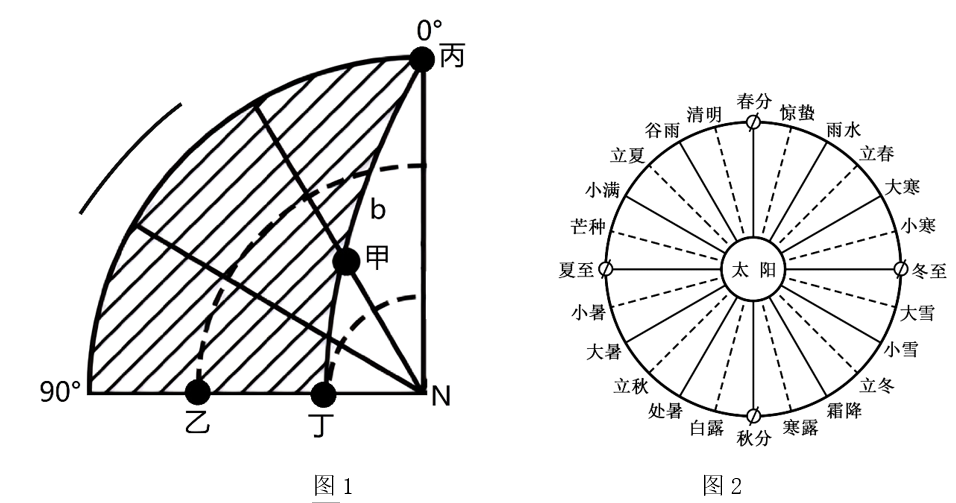 0°
丙
b
甲
90°
乙
丁
N
图1
春分
惊蛰
雨水
立春
大寒
小寒
冬至
大雪
小雪
立冬
霜降
寒露
秋分
白露
处暑
立秋
大暑
小暑
夏至
芒种
小满
立夏
谷雨
清明
太阳
图2